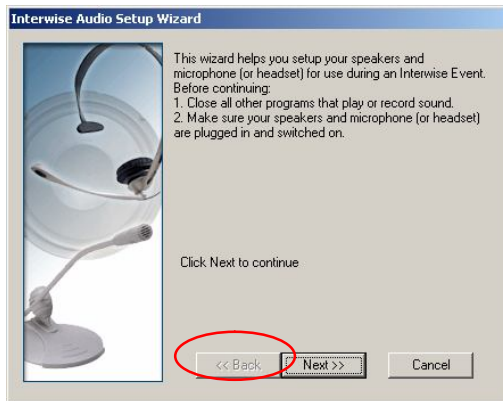 Interwise Audio Setup Wizard
This wizard helps you setup your speakers and
microphone (or headset) for use during an Interwise Event.
Before continuing:
1. Close all other programs that play or record sound.
2. Make sure your speakers and microphone (or headset)
are plugged in and switched on.
Click Next to continue
<< Back Next >> Cancel